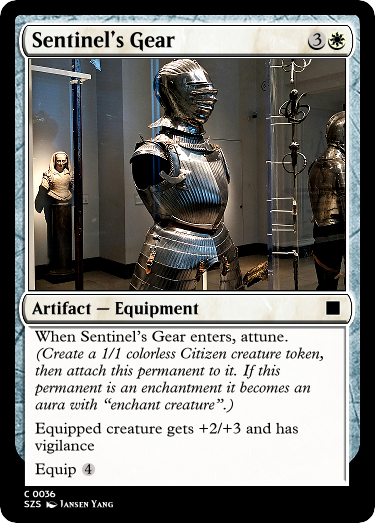 Sentinel's Gear 3
Artifact — Equipment
When Sentinel's Gear enters, attune.
(Create a 1/1 colorless Citizen creature token,
then attach this permanent to it. If this
permanent is an enchantment it becomes an
aura with “enchant creature”.)
Equipped creature gets +2/+3 and has
vigilance
Equip 4
C 0036
SZS Jansen Yang